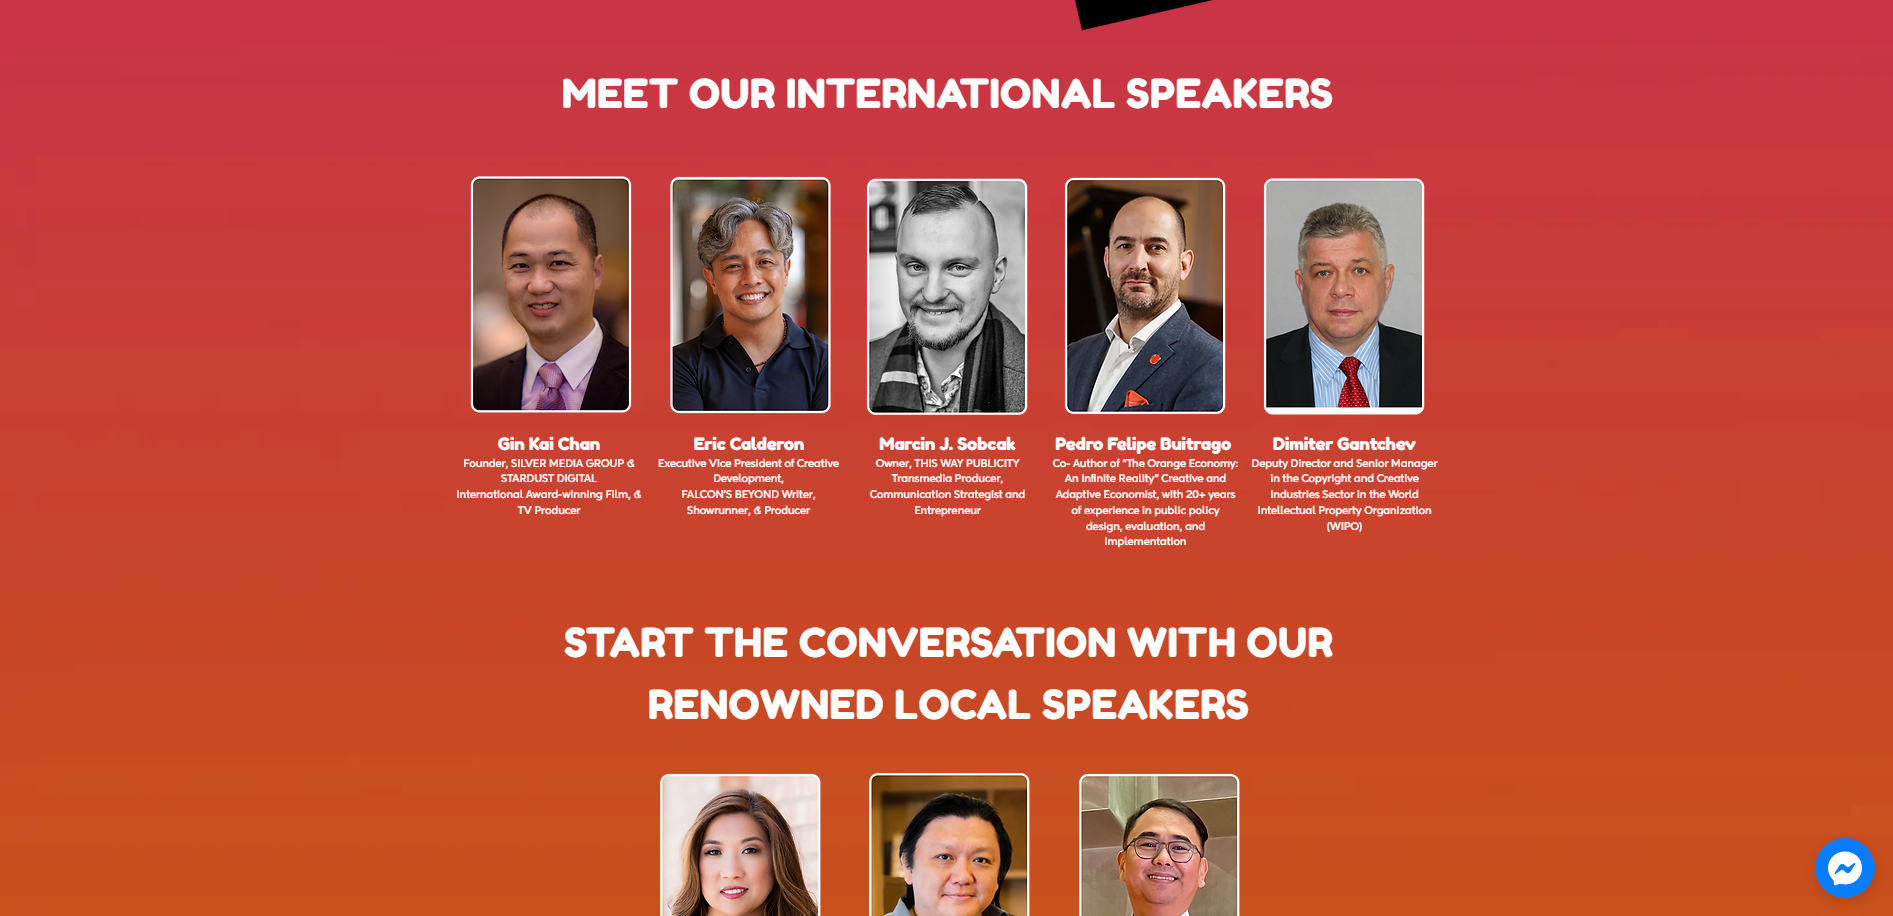 MEET OUR INTERNATIONAL SPEAKERS
Gin Kai Chan
Founder, SILVER MEDIA GROUP &
STARDUST DIGITAL
International Award-winning Film, &
TV Producer
Eric Calderon
Executive Vice President of Creative
Development,
FALCON'S BEYOND Writer,
Showrunner, & Producer
Marcin J. Sobcak
Owner, THIS WAY PUBLICITY
Transmedia Producer,
Communication Strategist and
Entrepreneur
Pedro Felipe Buitrago
Co- Author of "The Orange Economy:
An Infinite Reality" Creative and
Adaptive Economist, with 20+ years
of experience in public policy
design, evaluation, and
implementation
Dimiter Gantchev
Deputy Director and Senior Manager
in the Copyright and Creative
Industries Sector in the World
Intellectual Property Organization
(WIPO)
START THE CONVERSATION WITH OUR
RENOWNED LOCAL SPEAKERS